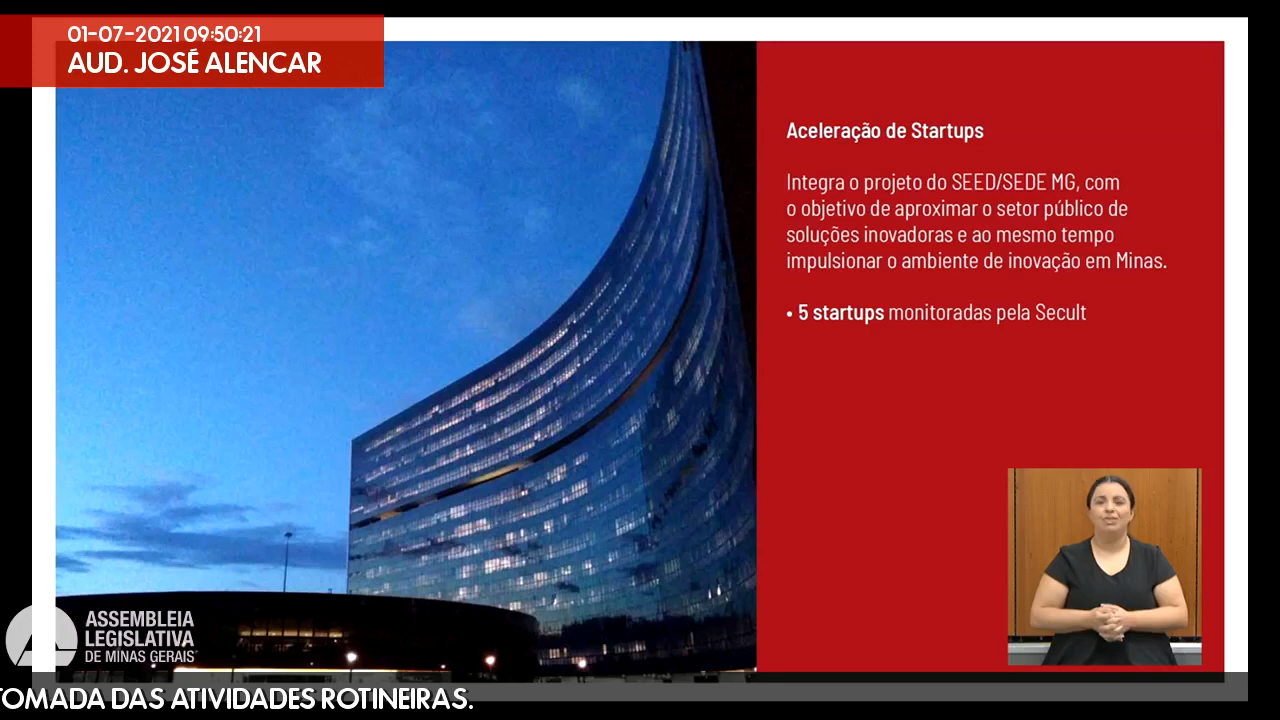 01-07-2021 09:50:21
AUD. JOSÉ ALENCAR
Aceleração de Startups
Integra o projeto do SEED/SEDE MG, com
o objetivo de aproximar o setor público de
soluções inovadoras e ao mesmo tempo
impulsionar o ambiente de inovação em Minas.
• 5 startups monitoradas pela Secult
ASSEMBLEIA
LEGISLATIVA
DE MINAS GERAIS
TOMADA DAS ATIVIDADES ROTINEIRAS.